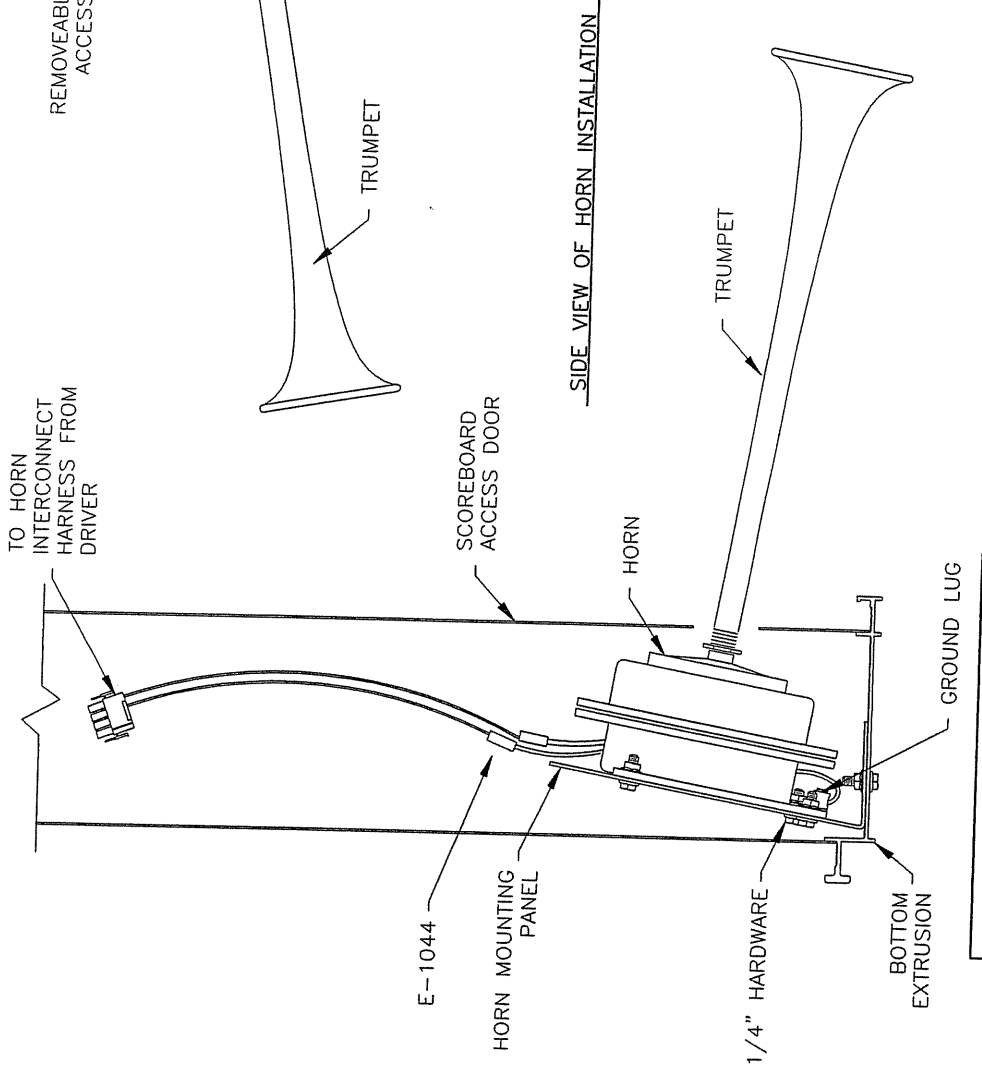 REMOVEABL
ACCESS
TRUMPET
SIDE VIEW OF HORN INSTALLATION
TRUMPET
TO HORN
INTERCONNECT
HARNESS FROM
DRIVER
SCOREBOARD
ACCESS DOOR
HORN
GROUND LUG
E-1044
HORN MOUNTING
PANEL
1/4" HARDWARE
BOTTOM
EXTRUSION